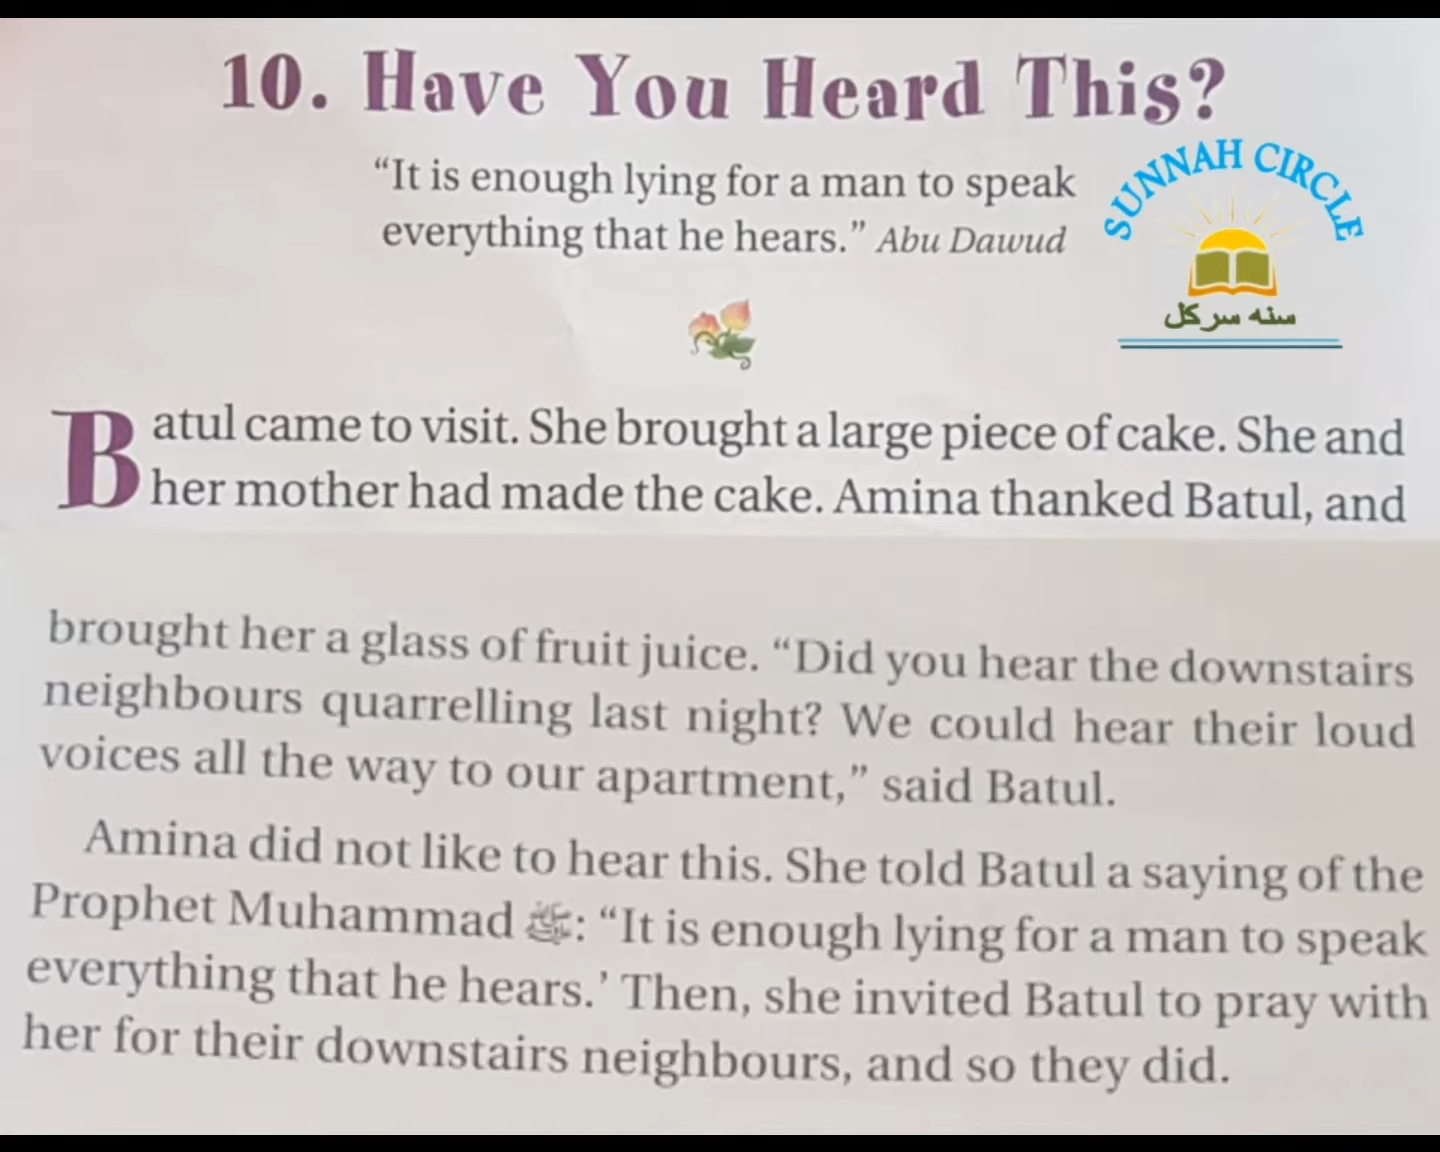 10. Have You Heard This?
“It is enough lying for a man to speak
everything that he hears.” Abu Dawud
SUNNAH CIRCLE
سنه سرکل
Batul came to visit. She brought a large piece of cake. She and
her mother had made the cake. Amina thanked Batul, and
brought her a glass of fruit juice. “Did you hear the downstairs
neighbours quarrelling last night? We could hear their loud
voices all the way to our apartment,” said Batul.
Amina did not like to hear this. She told Batul a saying of the
Prophet Muhammad ﷺ: “It is enough lying for a man to speak
everything that he hears.’ Then, she invited Batul to pray with
her for their downstairs neighbours, and so they did.